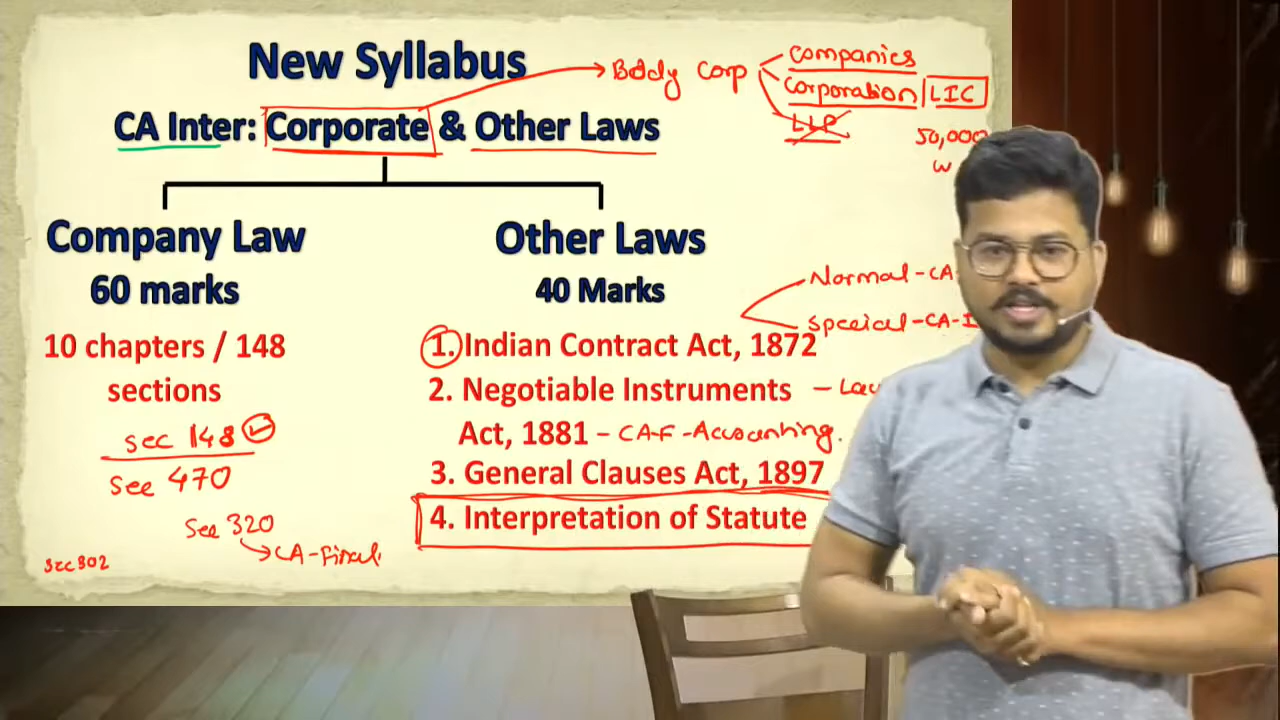 New Syllabus
Body Corp
Companies
Corporation | LIC
LLP
50,000
W
CA Inter: Corporate & Other Laws
Company Law
60 marks
10 chapters / 148
sections
sec 148
see 470
see 320
CA-Final
sec 302
Other Laws
40 Marks
Normal-CA
special-CA-I
1. Indian Contract Act, 1872
2. Negotiable Instruments
Act, 1881 - CA-F-Accounting.
3. General Clauses Act, 1897
4. Interpretation of Statute